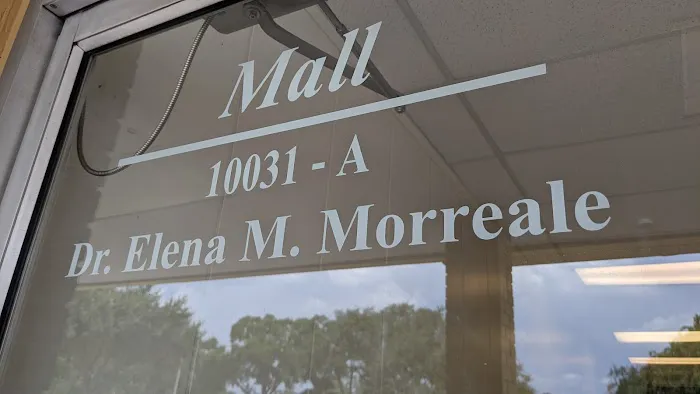 Mall
10031 - A
Dr. Elena M. Morreale